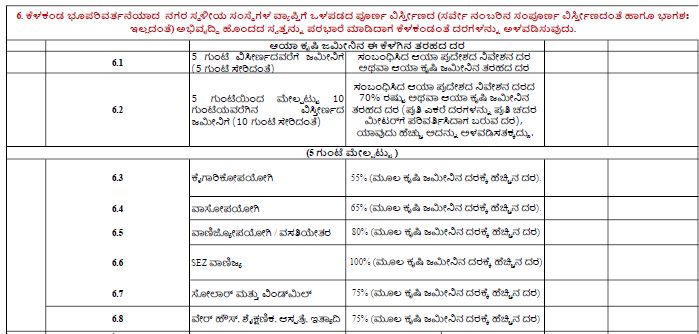 6. ಕೆಳಕಂಡ ಭೂಪರಿವರ್ತನೆಯಾದ ನಗರ ಸ್ಥಳೀಯ ಸಂಸ್ಥೆಗಳ ವ್ಯಾಪ್ತಿಗೆ ಒಳಪಡದ ಪೂರ್ಣ ವಿಸ್ತೀರ್ಣದ (ಸರ್ವೇ ನಂಬರಿನ ಸಂಪೂರ್ಣ ವಿಸ್ತೀರ್ಣದಂತೆ ಹಾಗೂ ಭಾಗಶಃ
ಇಲ್ಲದಂತೆ) ಅಭಿವೃದ್ಧಿ ಹೊಂದದ ಸ್ವತ್ತನ್ನು ಪರಭಾರೆ ಮಾಡಿದಾಗ ಕೆಳಕಂಡಂತೆ ದರಗಳನ್ನು ಅಳವಡಿಸುವುದು.
ಆಯಾ ಕೃಷಿ ಜಮೀನಿನ ಈ ಕೆಳಗಿನ ತರಹದ ದರ
6.1
5 ಗುಂಟೆ ವಿಸೀರ್ಣದವರೆಗೆ ಜಮೀನಿಗೆ
(5 ಗುಂಟೆ ಸೇರಿದಂತೆ)
ಸಂಬಂಧಿಸಿದ ಆಯಾ ಪ್ರದೇಶದ ನಿವೇಶನ ದರ
ಅಥವಾ ಆಯಾ ಕೃಷಿ ಜಮೀನಿನ ತರಹದ ದರ
6.2
5 ಗುಂಟೆಯಿಂದ ಮೇಲ್ಪಟ್ಟು 10
ಗುಂಟೆಯವರೆಗಿನ ವಿಸ್ತೀರ್ಣದ
ಜಮೀನಿಗೆ (10 ಗುಂಟೆ ಸೇರಿದಂತೆ)
ಸಂಬಂಧಿಸಿದ ಆಯಾ ಪ್ರದೇಶದ ನಿವೇಶನ ದರದ
70% ರಷ್ಟು ಅಥವಾ ಆಯಾ ಕೃಷಿ ಜಮೀನಿನ
ತರಹದ ದರ (ಪ್ರತಿ ಎಕರೆ ದರಗಳನ್ನು ಪ್ರತಿ ಚದರ
ಮೀಟರ್‌ಗೆ ಪರಿವರ್ತಿಸಿದಾಗ ಬರುವ ದರ),
ಯಾವುದು ಹೆಚ್ಚು ಅದನ್ನು ಅಳವಡಿಸತಕ್ಕದ್ದು.
(5 ಗುಂಟೆ ಮೇಲ್ಪಟ್ಟು )
6.3
ಕೈಗಾರಿಕೋಪಯೋಗಿ
55% (ಮೂಲ ಕೃಷಿ ಜಮೀನಿನ ದರಕ್ಕೆ ಹೆಚ್ಚಿನ ದರ).
6.4
ವಾಸೋಪಯೋಗಿ
65% (ಮೂಲ ಕೃಷಿ ಜಮೀನಿನ ದರಕ್ಕೆ ಹೆಚ್ಚಿನ ದರ).
6.5
ವಾಣಿಜ್ಯೋಪಯೋಗಿ / ವಸತಿಯೇತರ
80% (ಮೂಲ ಕೃಷಿ ಜಮೀನಿನ ದರಕ್ಕೆ ಹೆಚ್ಚಿನ ದರ)
6.6
SEZ ವಾಣಿಜ್ಯ
100% (ಮೂಲ ಕೃಷಿ ಜಮೀನಿನ ದರಕ್ಕೆ ಹೆಚ್ಚಿನ ದರ)
6.7
ಸೋಲಾರ್ ಮತ್ತು ವಿಂಡ್‌ಮಿಲ್
75% (ಮೂಲ ಕೃಷಿ ಜಮೀನಿನ ದರಕ್ಕೆ ಹೆಚ್ಚಿನ ದರ)
6.8
ವೇರ್ ಹೌಸ್. ಶೈಕ್ಷಣಿಕ. ಆಸ್ಪತ್ರೆ. ಇತ್ಯಾದಿ
75% (ಮೂಲ ಕೃಷಿ ಜಮೀನಿನ ದರಕ್ಕೆ ಹೆಚ್ಚಿನ ದರ)